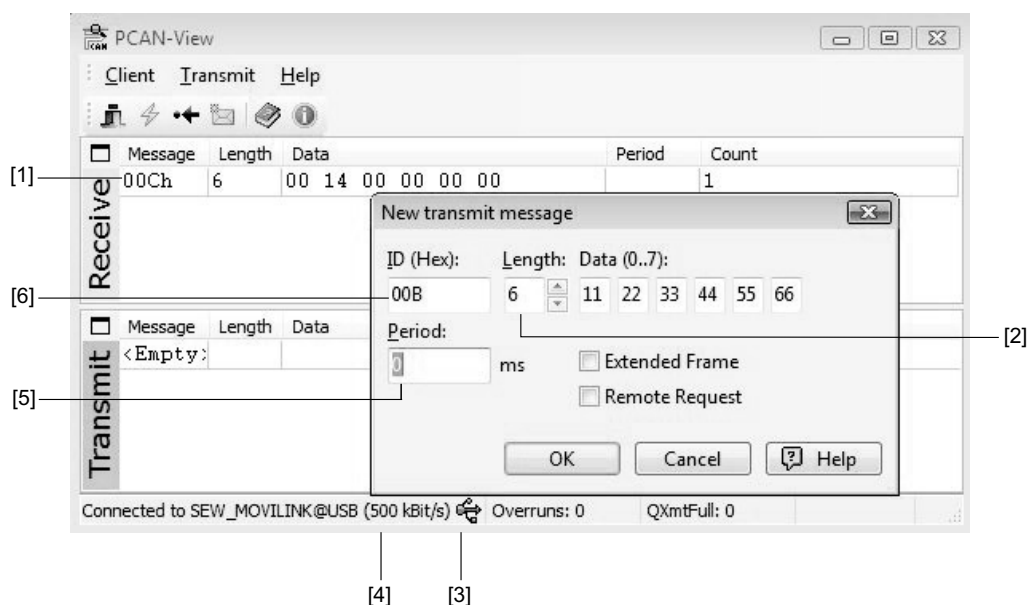 PCAN-View
Client Transmit Help
Message Length Data Period Count
[1] 00Ch 6 00 14 00 00 00 00 1
Receive
New transmit message
ID (Hex): Length: Data (0..7):
[6] 00B 6 11 22 33 44 55 66
[2]
Message Length Data
<Empty>
Transmit
Period:
[5] 0 ms
Extended Frame
Remote Request
OK Cancel Help
Connected to SEW_MOVILINK@USB (500 kBit/s) Overruns: 0 QXmtFull: 0
[4] [3]